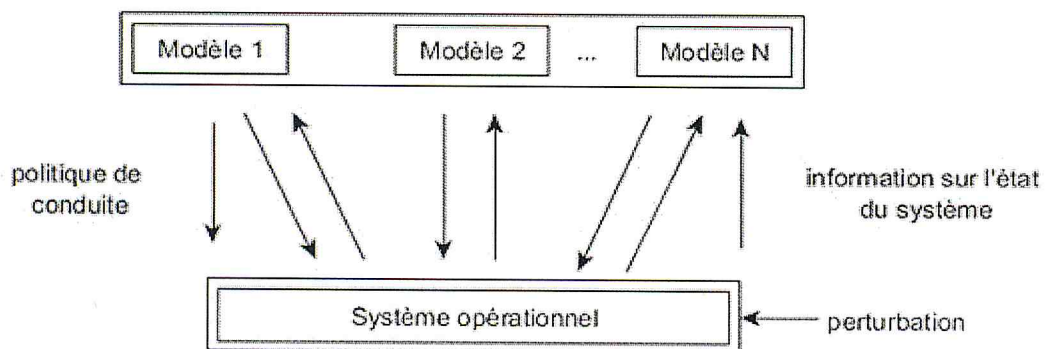 Modèle 1
Modèle 2
...
Modèle N
politique de
conduite
information sur l'état
du système
Système opérationnel
perturbation